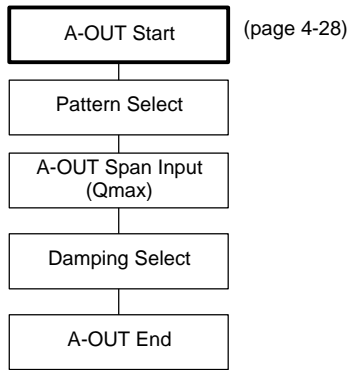 A-OUT Start
(page 4-28)
Pattern Select
A-OUT Span Input
(Qmax)
Damping Select
A-OUT End